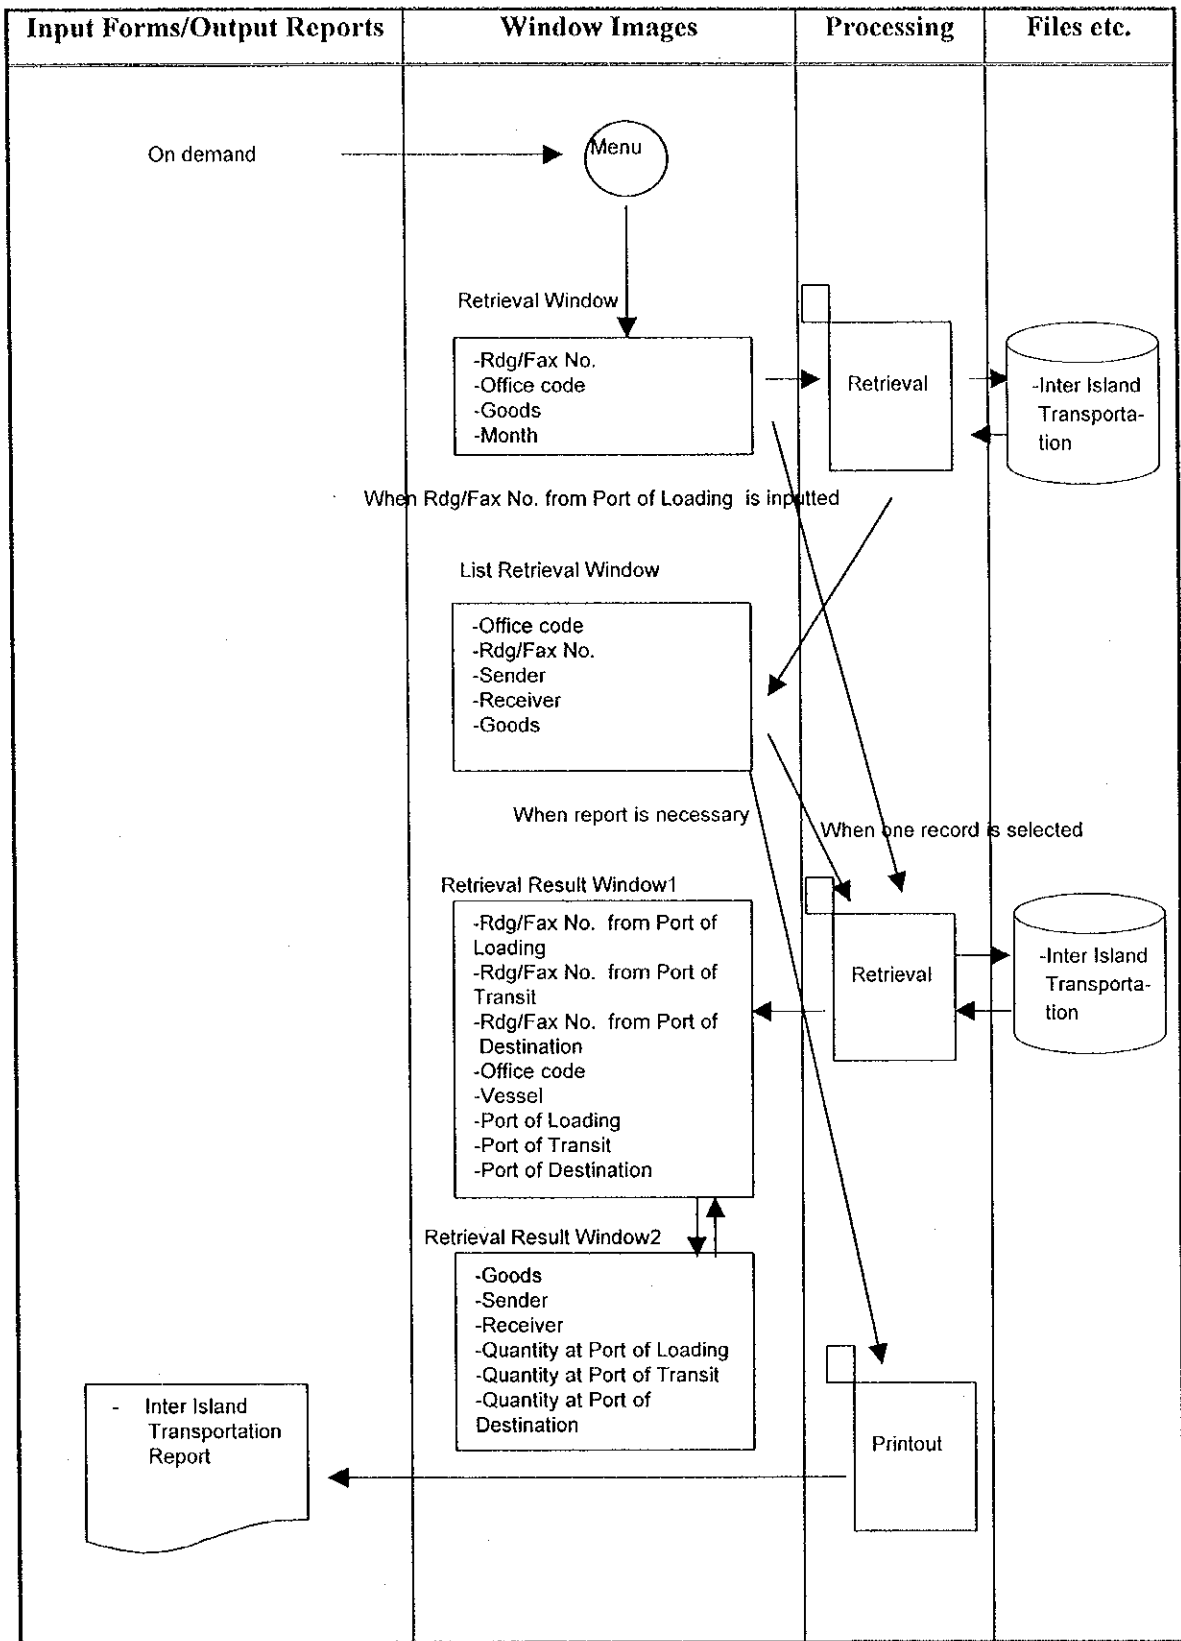 Input Forms/Output Reports
Window Images
Processing
Files etc.
On demand
Menu
Retrieval Window
-Rdg/Fax No.
-Office code
-Goods
-Month
Retrieval
-Inter Island
Transporta-
tion
When Rdg/Fax No. from Port of Loading is inputted
List Retrieval Window
-Office code
-Rdg/Fax No.
-Sender
-Receiver
-Goods
When report is necessary
When one record is selected
Retrieval Result Window1
-Rdg/Fax No. from Port of
Loading
-Rdg/Fax No. from Port of
Transit
-Rdg/Fax No. from Port of
Destination
-Office code
-Vessel
-Port of Loading
-Port of Transit
-Port of Destination
Retrieval
-Inter Island
Transporta-
tion
Retrieval Result Window2
-Goods
-Sender
-Receiver
-Quantity at Port of Loading
-Quantity at Port of Transit
-Quantity at Port of
Destination
- Inter Island
Transportation
Report
Printout